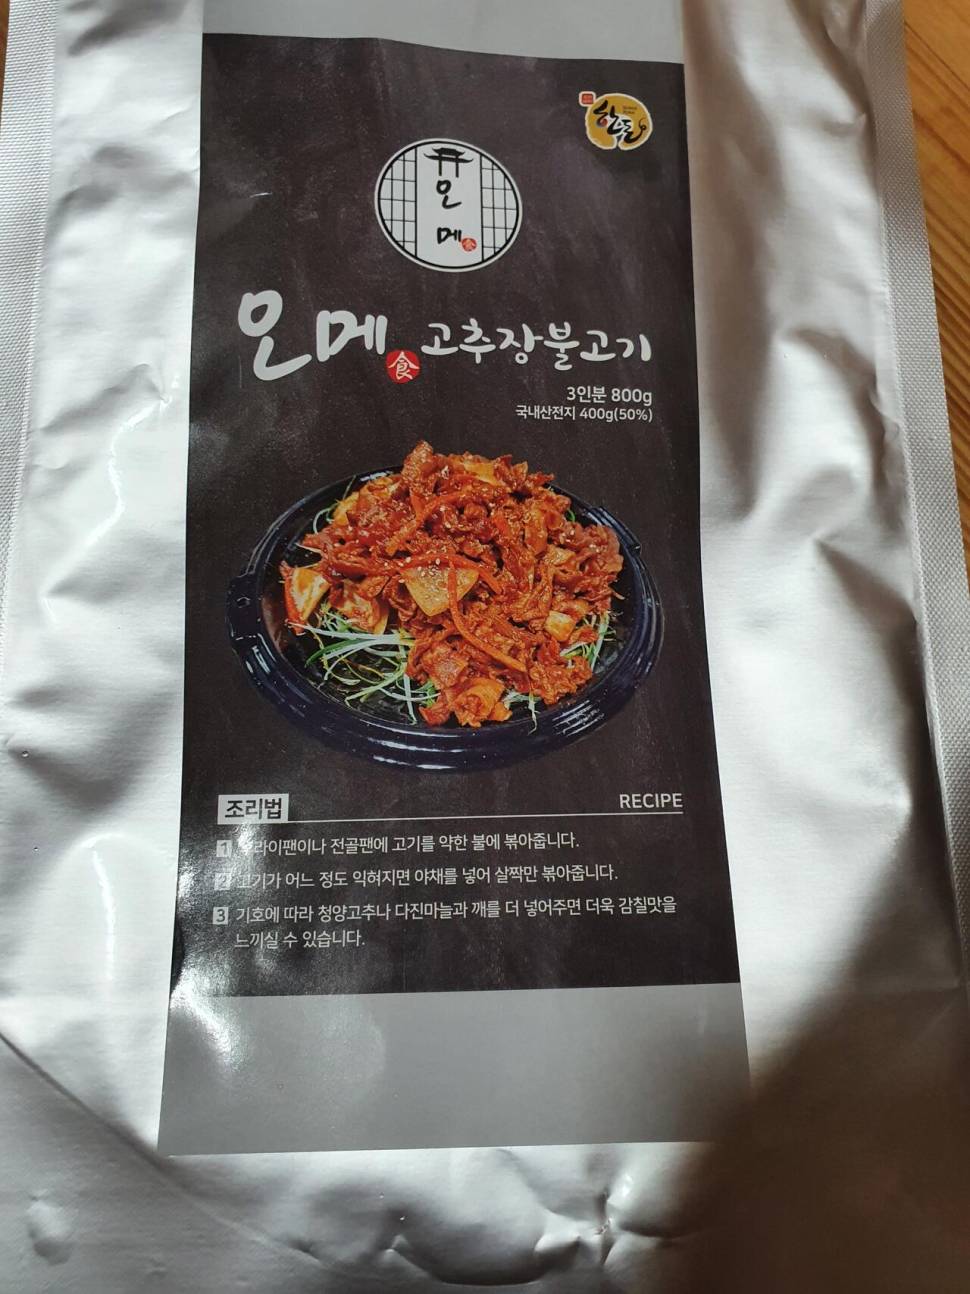 한돈
오
메
食
오메 食 고추장불고기
3인분 800g
국내산전지 400g(50%)
조리법
RECIPE
1 후라이팬이나 전골팬에 고기를 약한 불에 볶아줍니다.
2 고기가 어느 정도 익혀지면 야채를 넣어 살짝만 볶아줍니다.
3 기호에 따라 청양고추나 다진마늘과 깨를 더 넣어주면 더욱 감칠맛을
느끼실 수 있습니다.